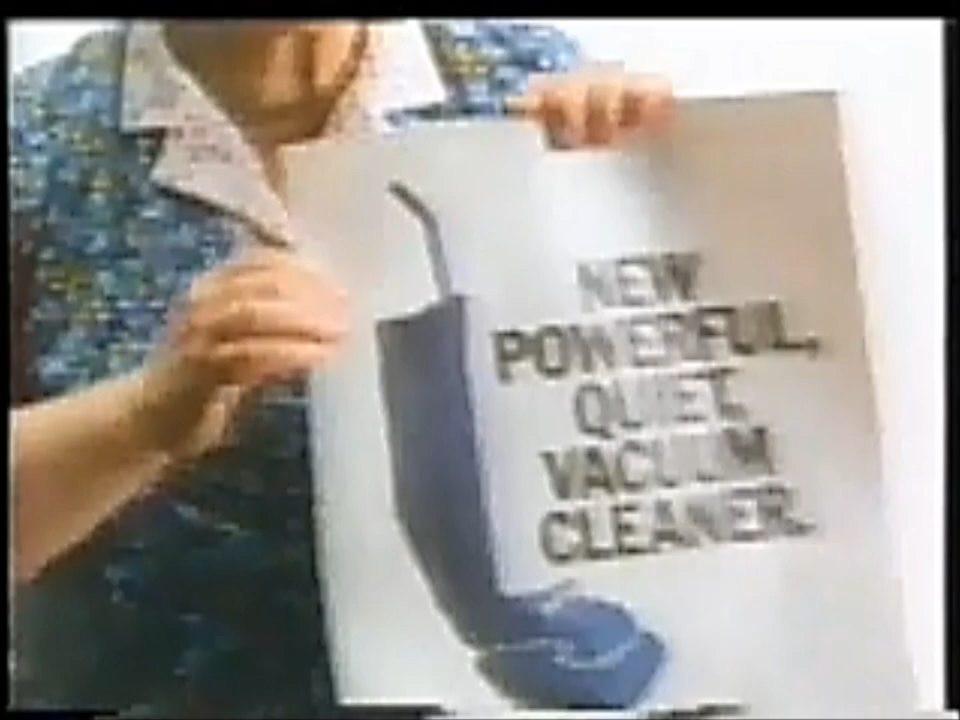 NEW
POWERFUL,
QUIET,
VACUUM
CLEANER.